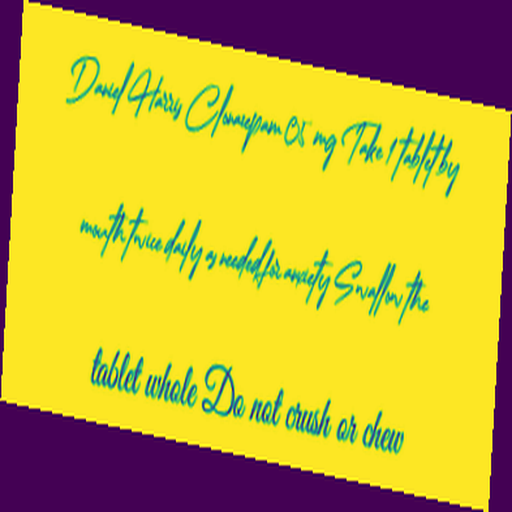 Daniel Harris Clonazepam 0.5 mg Take 1 tablet by
mouth twice daily as needed for anxiety Swallow the
tablet whole Do not crush or chew